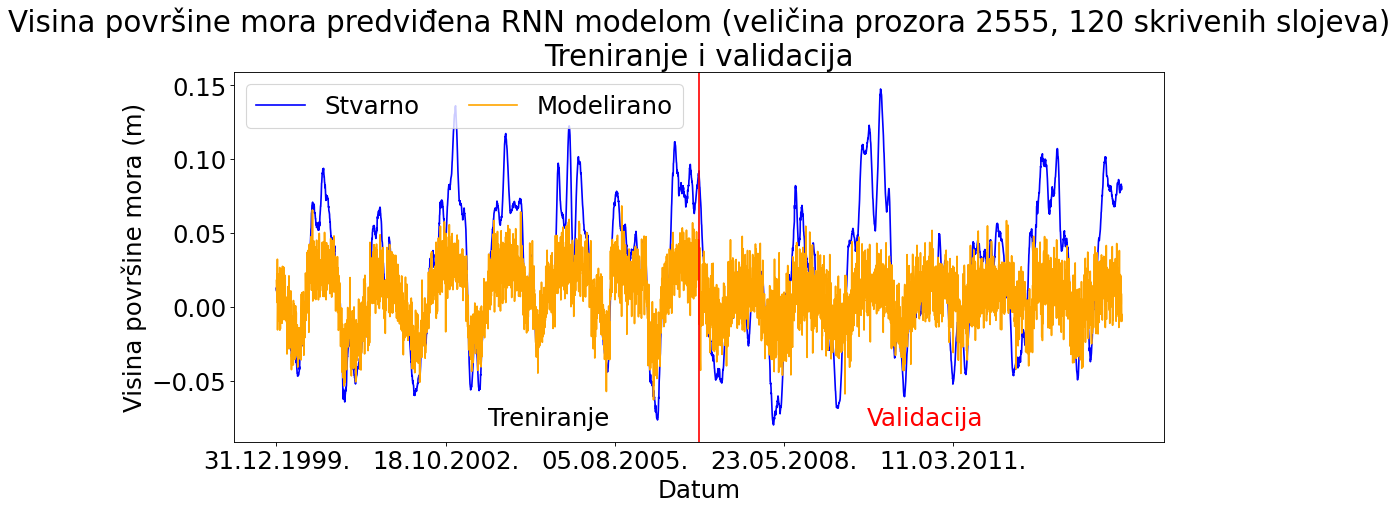 Visina površine mora predviđena RNN modelom (veličina prozora 2555, 120 skrivenih slojeva)
Treniranje i validacija
Stvarno Modelirano
Visina površine mora (m)
0.15
0.10
0.05
0.00
−0.05
Treniranje Validacija
31.12.1999. 18.10.2002. 05.08.2005. 23.05.2008. 11.03.2011.
Datum